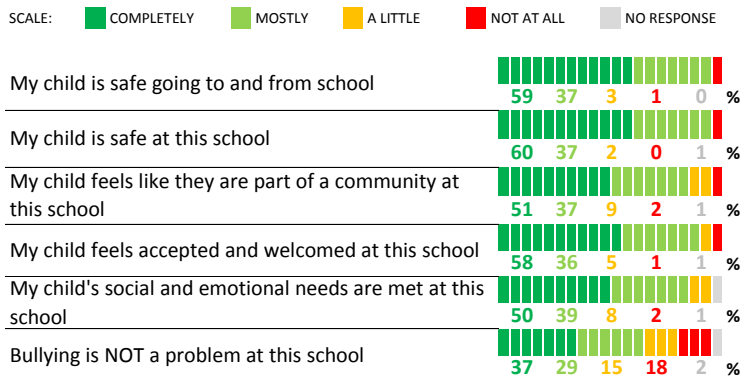 SCALE: COMPLETELY MOSTLY A LITTLE NOT AT ALL NO RESPONSE
My child is safe going to and from school
59 37 3 1 0 %
My child is safe at this school
60 37 2 0 1 %
My child feels like they are part of a community at
this school
51 37 9 2 1 %
My child feels accepted and welcomed at this school
58 36 5 1 1 %
My child's social and emotional needs are met at this
school
50 39 8 2 1 %
Bullying is NOT a problem at this school
37 29 15 18 2 %